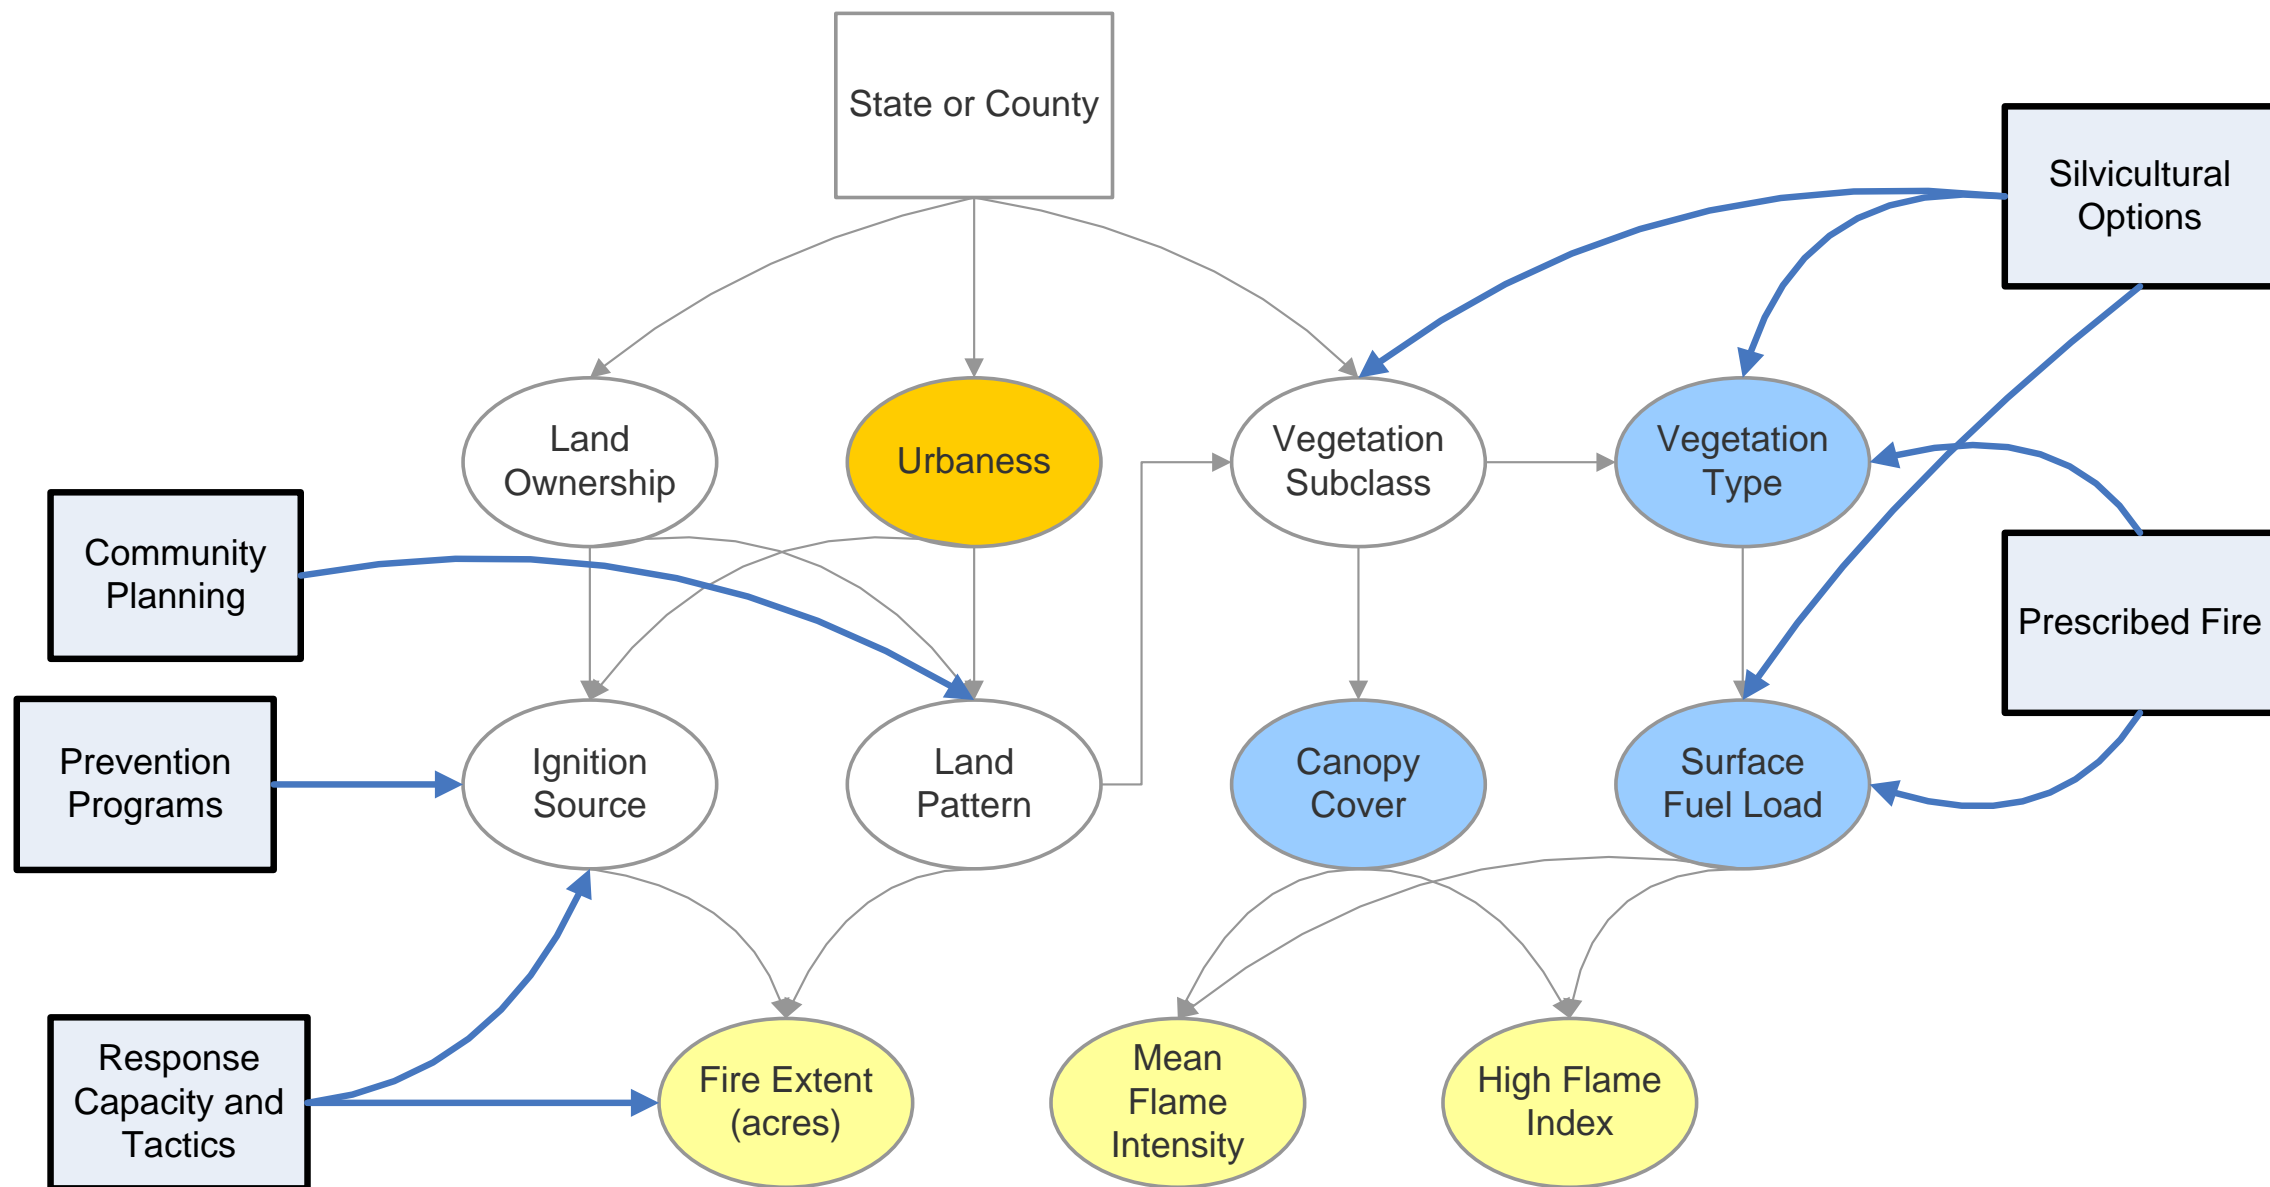 State or County
Silvicultural
Options
Land
Ownership
Urbaness
Vegetation
Subclass
Vegetation
Type
Community
Planning
Prescribed Fire
Prevention
Programs
Ignition
Source
Land
Pattern
Canopy
Cover
Surface
Fuel Load
Response
Capacity and
Tactics
Fire Extent
(acres)
Mean
Flame
Intensity
High Flame
Index